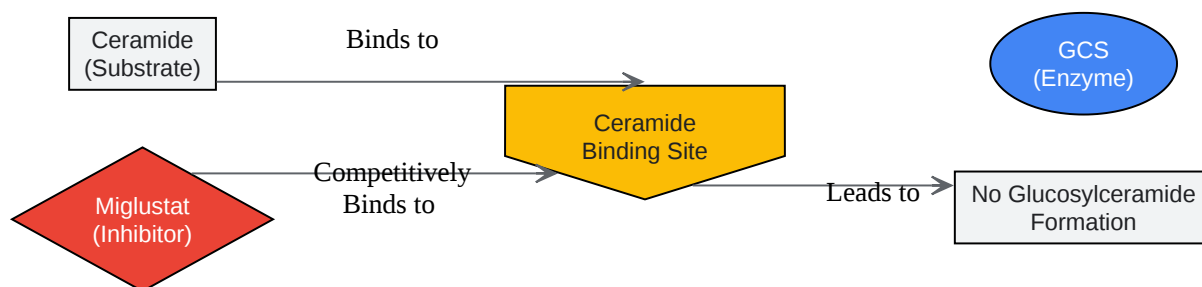 Ceramide
(Substrate)
Binds to
GCS
(Enzyme)
Ceramide
Binding Site
Miglustat
(Inhibitor)
Competitively
Binds to
Leads to
No Glucosylceramide
Formation